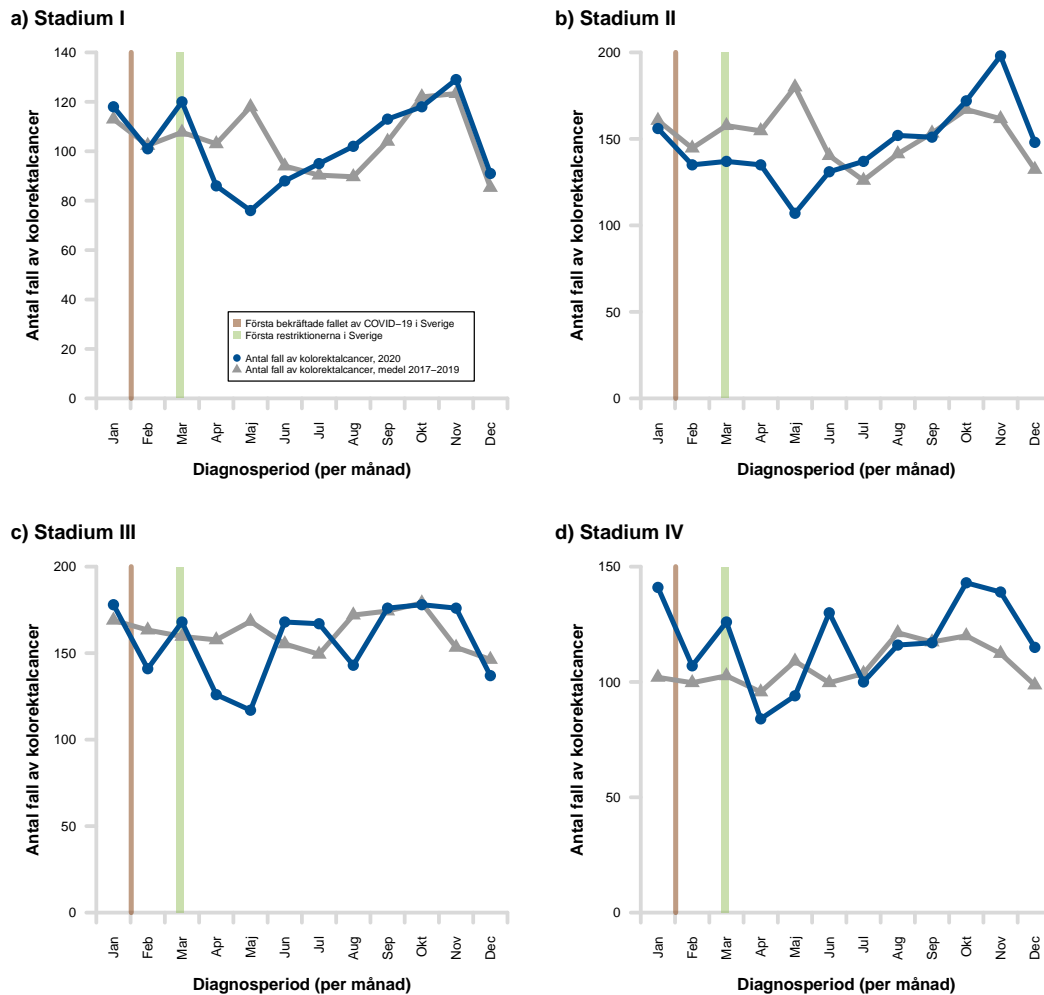 a) Stadium I
Antal fall av kolorektalcancer
140
120
100
80
60
40
20
0
Första bekräftade fallet av COVID−19 i Sverige
Första restriktionerna i Sverige
Antal fall av kolorektalcancer, 2020
Antal fall av kolorektalcancer, medel 2017−2019
Jan
Feb
Mar
Apr
Maj
Jun
Jul
Aug
Sep
Okt
Nov
Dec
Diagnosperiod (per månad)
b) Stadium II
Antal fall av kolorektalcancer
200
150
100
50
0
Jan
Feb
Mar
Apr
Maj
Jun
Jul
Aug
Sep
Okt
Nov
Dec
Diagnosperiod (per månad)
c) Stadium III
Antal fall av kolorektalcancer
200
150
100
50
0
Jan
Feb
Mar
Apr
Maj
Jun
Jul
Aug
Sep
Okt
Nov
Dec
Diagnosperiod (per månad)
d) Stadium IV
Antal fall av kolorektalcancer
150
100
50
0
Jan
Feb
Mar
Apr
Maj
Jun
Jul
Aug
Sep
Okt
Nov
Dec
Diagnosperiod (per månad)